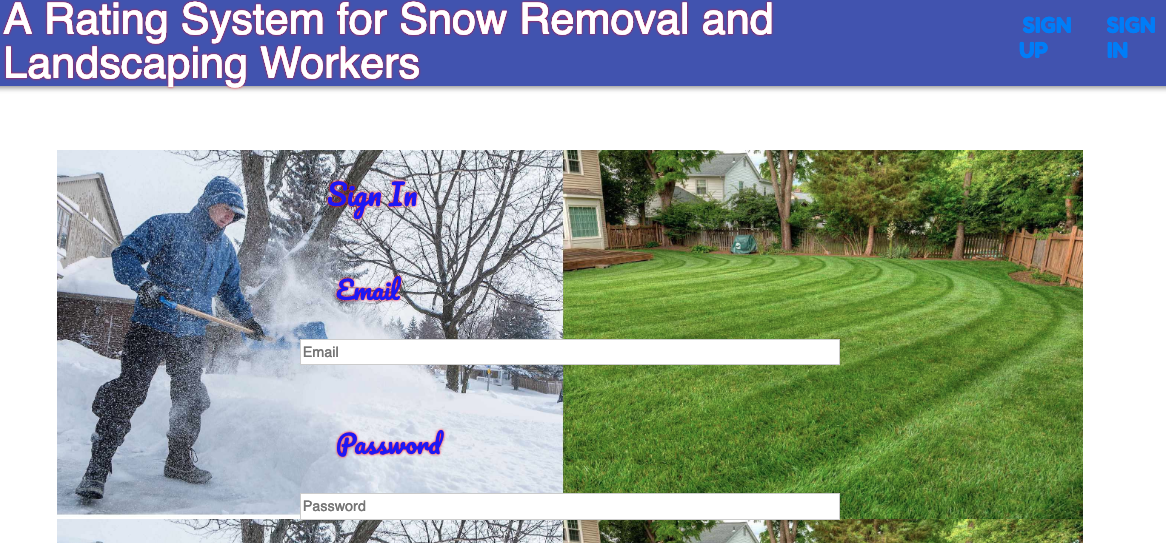 A Rating System for Snow Removal and
Landscaping Workers
SIGN UP
SIGN IN
Sign In
Email
Email
Password
Password